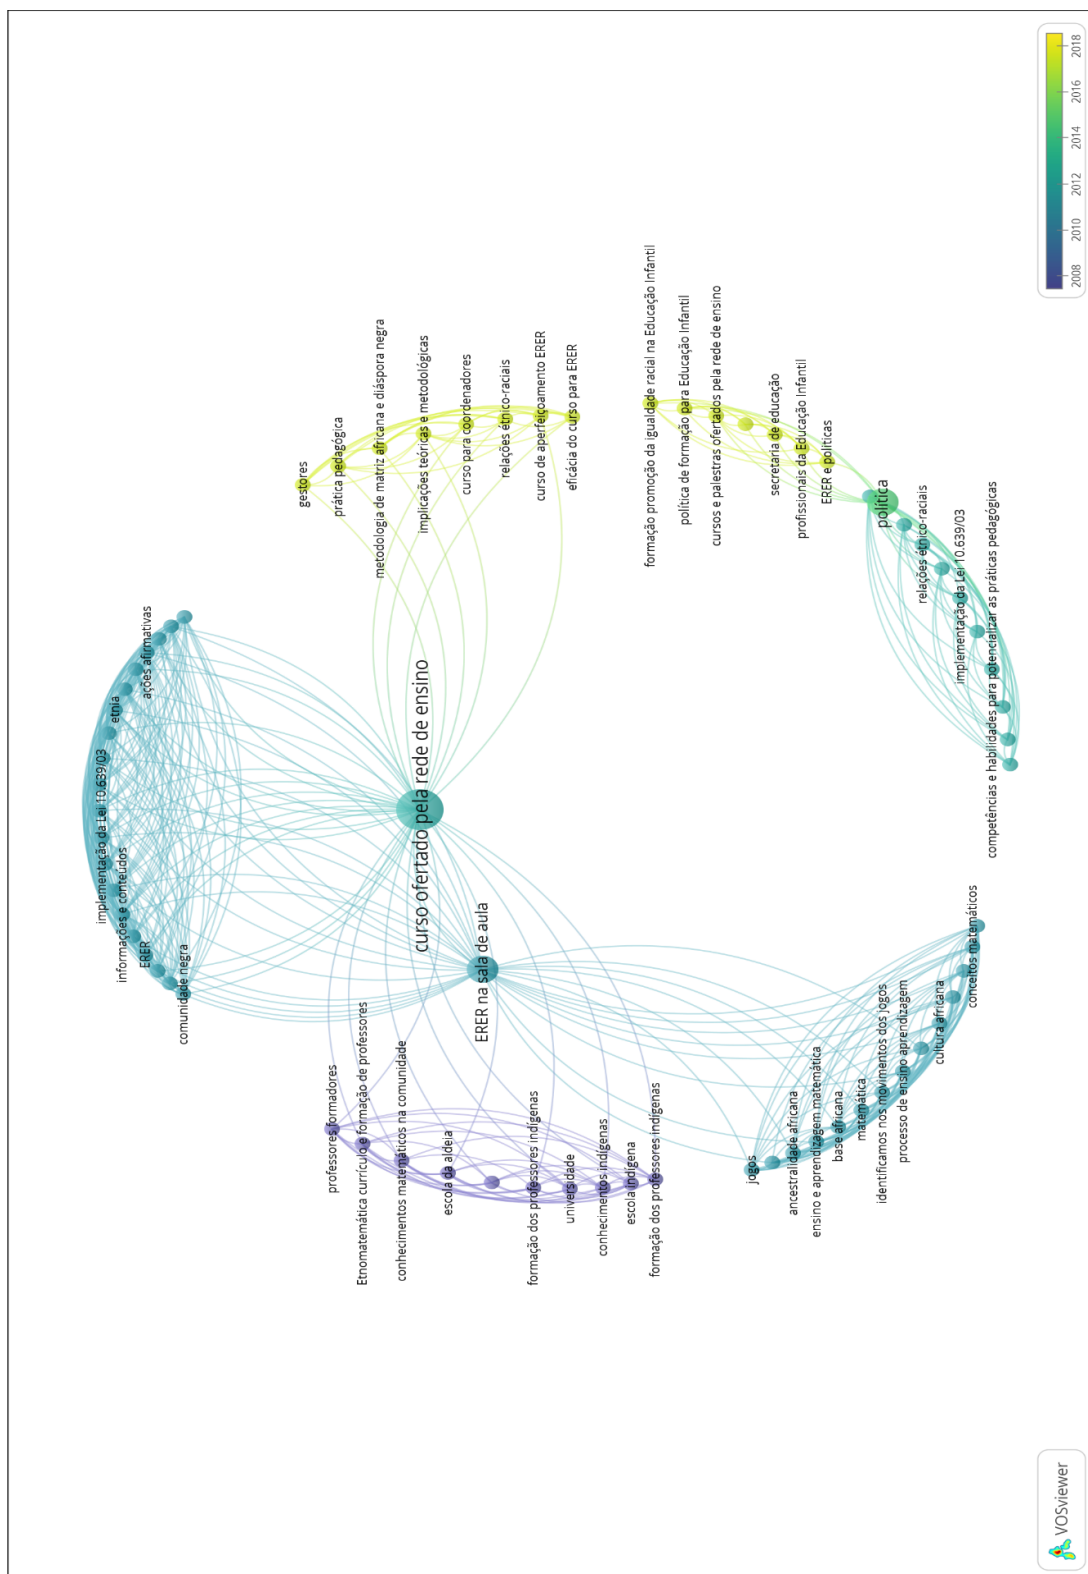 gestores
prática pedagógica
metodologia de matriz africana e diáspora negra
implicações teóricas e metodológicas
curso para coordenadores
relações étnico-raciais
curso de aperfeiçoamento ERER
eficácia do curso para ERER
formação promoção da igualdade racial na Educação Infantil
política de formação para Educação Infantil
cursos e palestras ofertados pela rede de ensino
secretaria de educação
profissionais da Educação Infantil
ERER e políticas
política
relações étnico-raciais
implementação da Lei 10.639/03
competências e habilidades para potencializar as práticas pedagógicas
ações afirmativas
etnia
implementação da Lei 10.639/03
informações e conteúdos
ERER
comunidade negra
curso ofertado pela rede de ensino
ERER na sala de aula
professores formadores
Etnomatemática currículo e formação de professores
conhecimentos matemáticos na comunidade
escola da aldeia
formação dos professores indígenas
universidade
conhecimentos indígenas
escola indígena
formação dos professores indígenas
jogos
ancestralidade africana
ensino e aprendizagem matemática
base africana
matemática
identificamos nos movimentos dos jogos
processo de ensino aprendizagem
cultura africana
conceitos matemáticos
VOSviewer
2008
2010
2012
2014
2016
2018